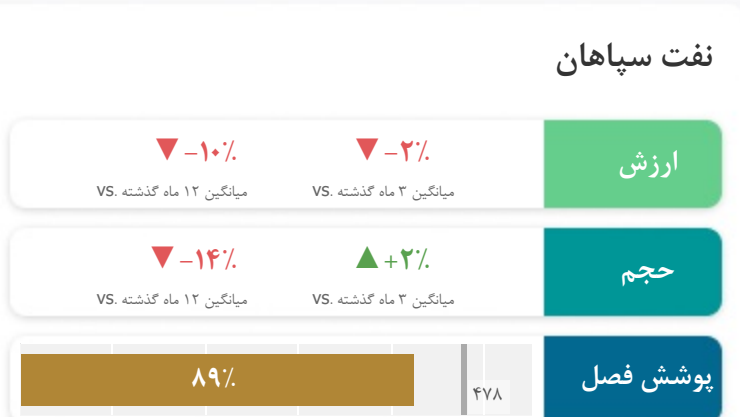 نفت سپاهان
ارزش
-۲٪ ▼
میانگین ۳ ماه گذشته .VS
-۱۰٪ ▼
میانگین ۱۲ ماه گذشته .VS
حجم
+۲٪ ▲
میانگین ۳ ماه گذشته .VS
-۱۴٪ ▼
میانگین ۱۲ ماه گذشته .VS
پوشش فصل
۴۷۸
۸۹٪